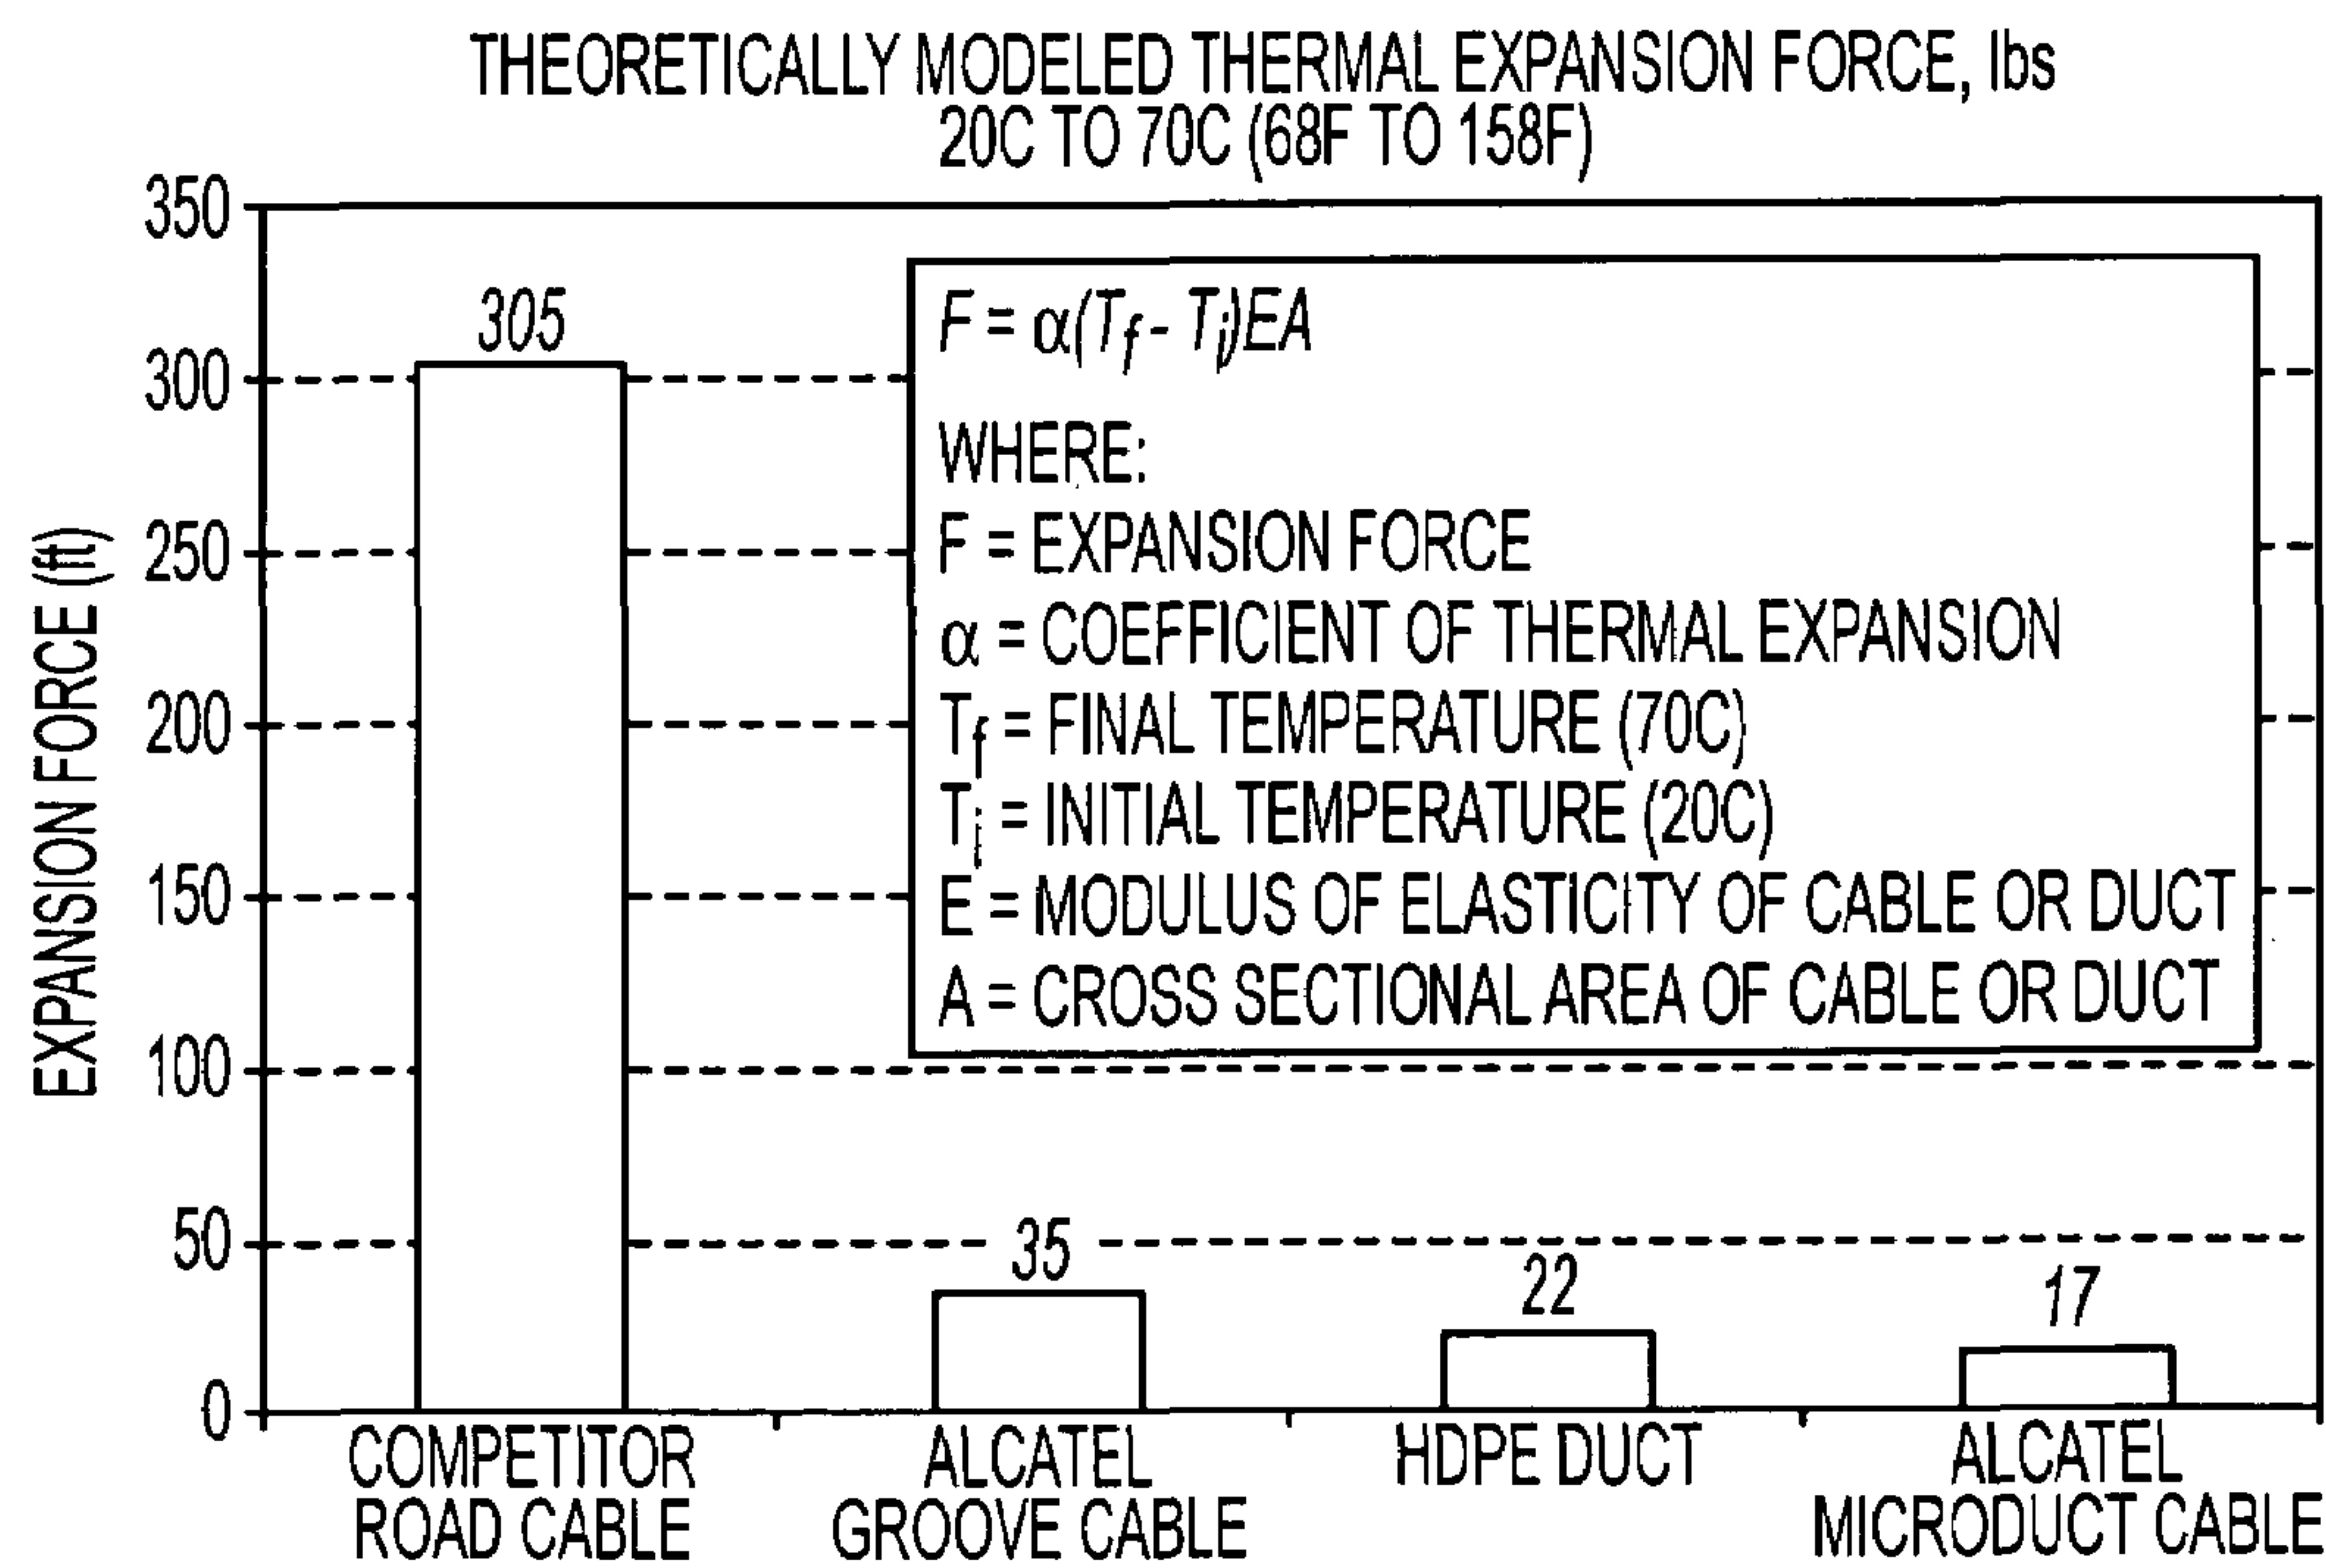 THEORETICALLY MODELED THERMAL EXPANSION FORCE, lbs
20C TO 70C (68F TO 158F)
EXPANSION FORCE (ft)
350
300
250
200
150
100
50
0
305
35
22
17
F = α(Tf - Ti)EA
WHERE:
F = EXPANSION FORCE
α = COEFFICIENT OF THERMAL EXPANSION
Tf = FINAL TEMPERATURE (70C)
Ti = INITIAL TEMPERATURE (20C)
E = MODULUS OF ELASTICITY OF CABLE OR DUCT
A = CROSS SECTIONAL AREA OF CABLE OR DUCT
COMPETITOR
ROAD CABLE
ALCATEL
GROOVE CABLE
HDPE DUCT
ALCATEL
MICRODUCT CABLE